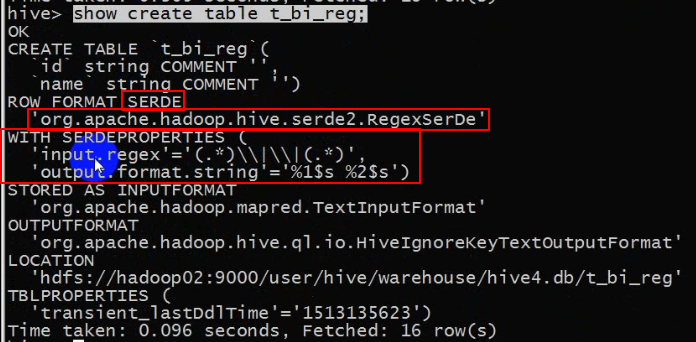 hive> show create table t_bi_reg;
OK
CREATE TABLE `t_bi_reg`(
`id` string COMMENT '',
`name` string COMMENT '')
ROW FORMAT SERDE
'org.apache.hadoop.hive.serde2.RegexSerDe'
WITH SERDEPROPERTIES (
'input.regex'='(.*)\\|\\|(.*)',
'output.format.string'='%1$s %2$s')
STORED AS INPUTFORMAT
'org.apache.hadoop.mapred.TextInputFormat'
OUTPUTFORMAT
'org.apache.hadoop.hive.ql.io.HiveIgnoreKeyTextOutputFormat'
LOCATION
'hdfs://hadoop02:9000/user/hive/warehouse/hive4.db/t_bi_reg'
TBLPROPERTIES (
'transient_lastDdlTime'='1513135623')
Time taken: 0.096 seconds, Fetched: 16 row(s)